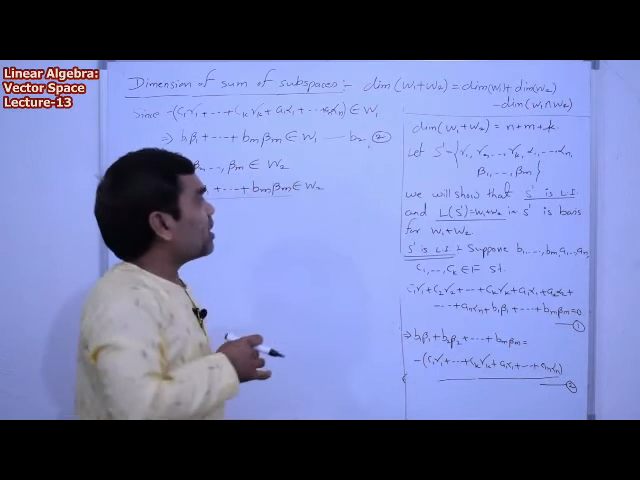 Linear Algebra:
Vector Space
Lecture-13
Dimension of sum of subspaces:- dim(W₁+W₂) = dim(W₁)+dim(W₂)
-dim(W₁∩W₂)
Since -(c₁γ₁+⋯+cₖγₖ+a₁α₁+⋯+aₙαₙ) ∈ W₁
⇒ b₁β₁+⋯+bₘβₘ ∈ W₁
..., βₘ ∈ W₂
+⋯+bₘβₘ ∈ W₂
dim(W₁+W₂) = n+m+k.
Let S' = {γ₁, γ₂,⋯,γₖ, α₁,⋯,αₙ,
β₁,⋯,βₘ}
we will show that S' is L.I
and L(S')=W₁+W₂ S' is basis
for W₁+W₂.
S' is L.I Suppose b₁,⋯,bₘ, a₁,⋯,aₙ,
c₁,⋯,cₖ ∈ F st.
c₁γ₁+c₂γ₂+⋯+cₖγₖ+a₁α₁+a₂α₂+
⋯+aₙαₙ+b₁β₁+⋯+bₘβₘ=0
①
⇒ b₁β₁+b₂β₂+⋯+bₘβₘ=
-(c₁γ₁+⋯+cₖγₖ+a₁α₁+⋯+aₙαₙ)
②